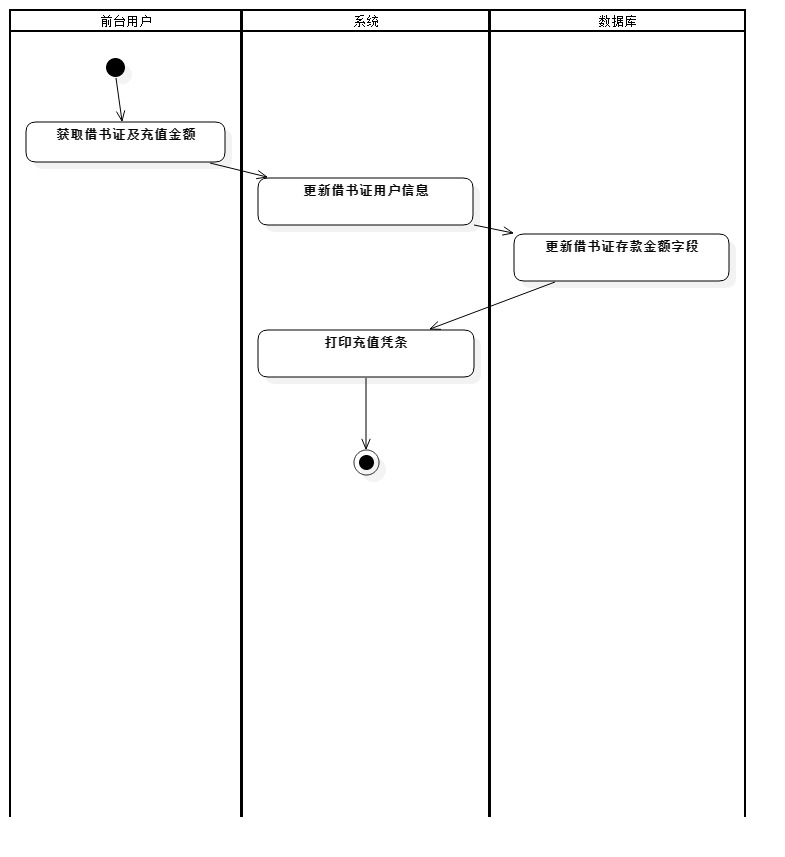 前台用户
系统
数据库
获取借书证及充值金额
更新借书证用户信息
更新借书证存款金额字段
打印充值凭条